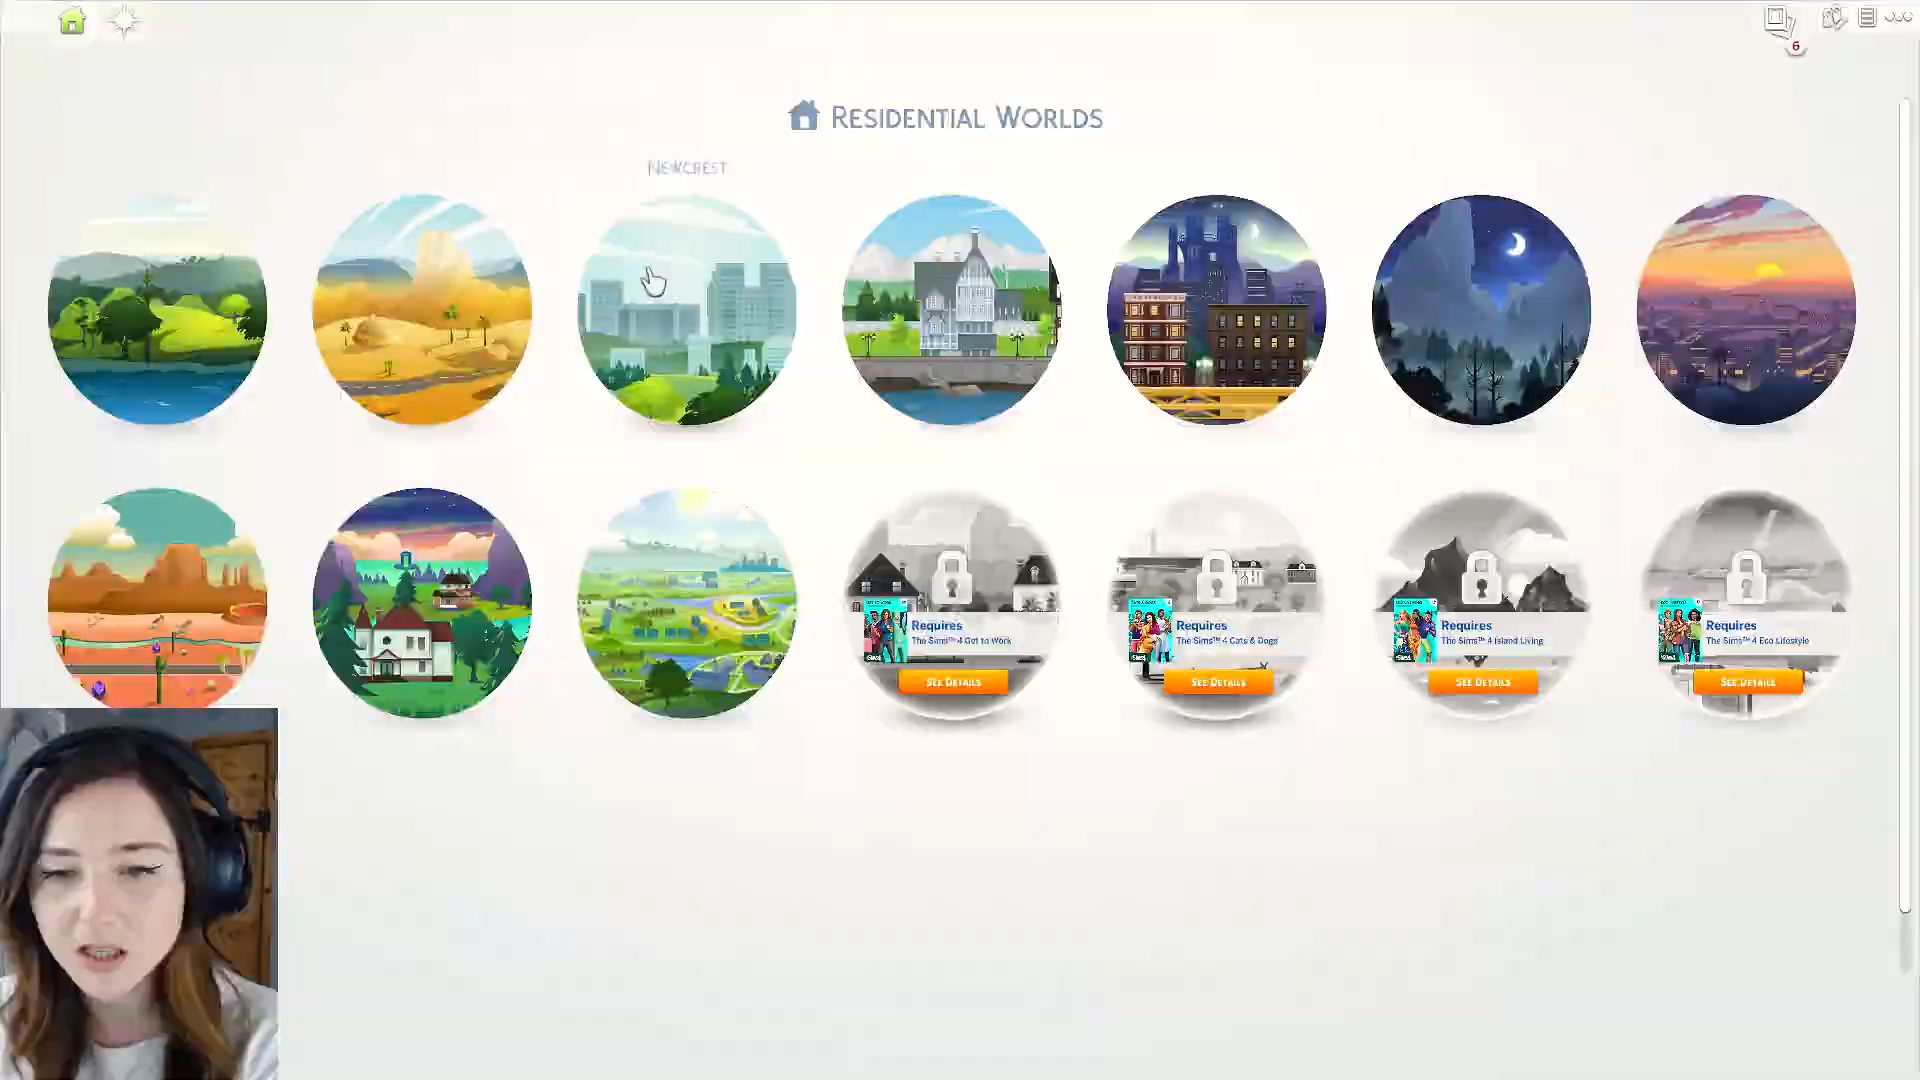 6
RESIDENTIAL WORLDS
NEWCREST
Requires
The Sims™ 4 Get to Work
SEE DETAILS
Requires
The Sims™ 4 Cats & Dogs
SEE DETAILS
Requires
The Sims™ 4 Island Living
SEE DETAILS
Requires
The Sims™ 4 Eco Lifestyle
SEE DETAILS